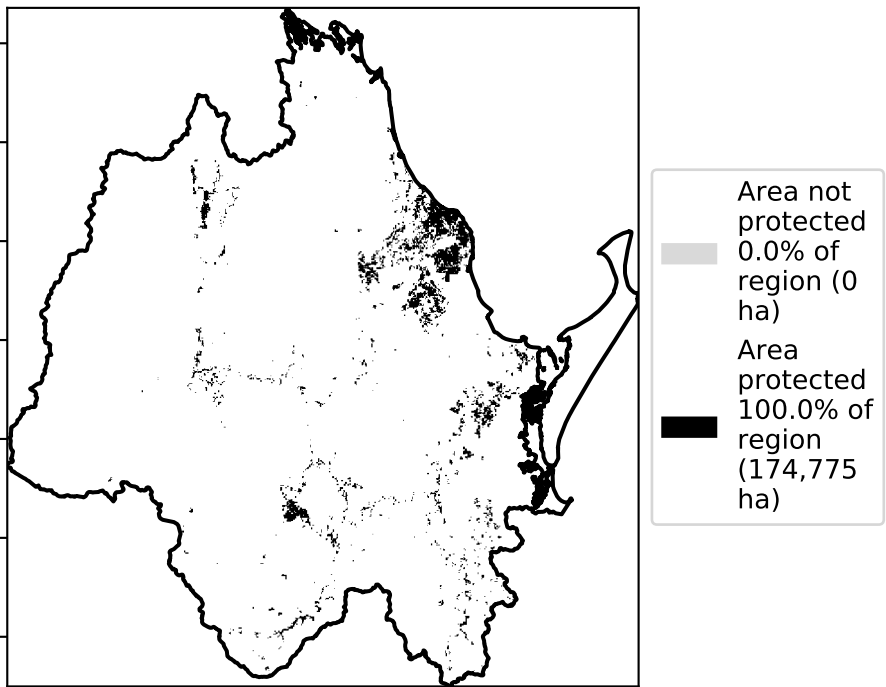 Area not
protected
0.0% of
region (0
ha)
Area
protected
100.0% of
region
(174,775
ha)